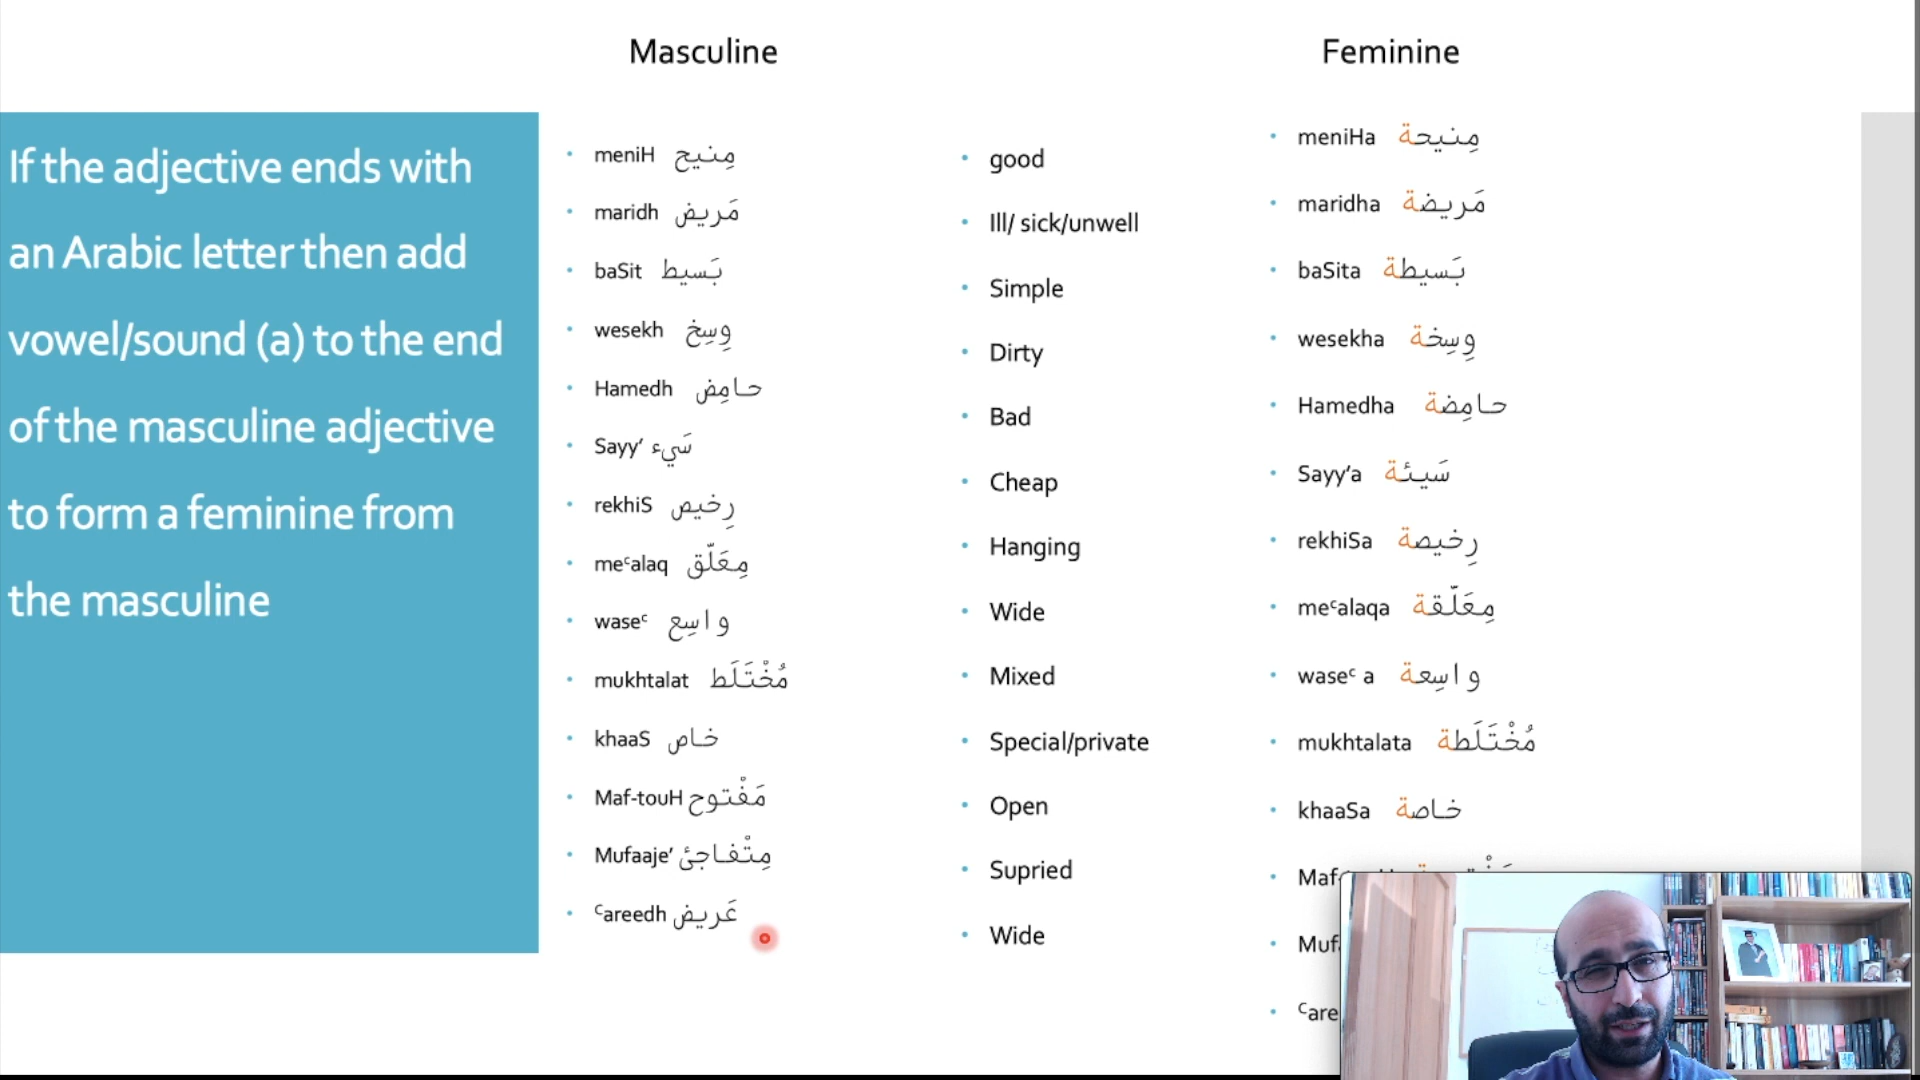 Masculine
Feminine
If the adjective ends with
an Arabic letter then add
vowel/sound (a) to the end
of the masculine adjective
to form a feminine from
the masculine
meniH مِنيح
maridh مَريض
baSit بَسيط
wesekh وِسِخ
Hamedh حامِض
Sayy’ سَيء
rekhiS رِخيص
meᶜalaq مِعَلّق
waseᶜ واسِع
mukhtalat مُخْتَلَط
khaaS خاص
Maf-touH مَفْتوح
Mufaaje’ مِتْفاجئ
ᶜareedh عَريض
good
Ill/ sick/unwell
Simple
Dirty
Bad
Cheap
Hanging
Wide
Mixed
Special/private
Open
Supried
Wide
meniHa مِنيحة
maridha مَريضة
baSita بَسيطة
wesekha وِسِخة
Hamedha حامِضة
Sayy’a سَيئة
rekhiSa رِخيصة
meᶜalaqa مِعَلّقة
waseᶜ a واسِعة
mukhtalata مُخْتَلَطة
khaaSa خاصة
Maf-
Muf
ᶜare